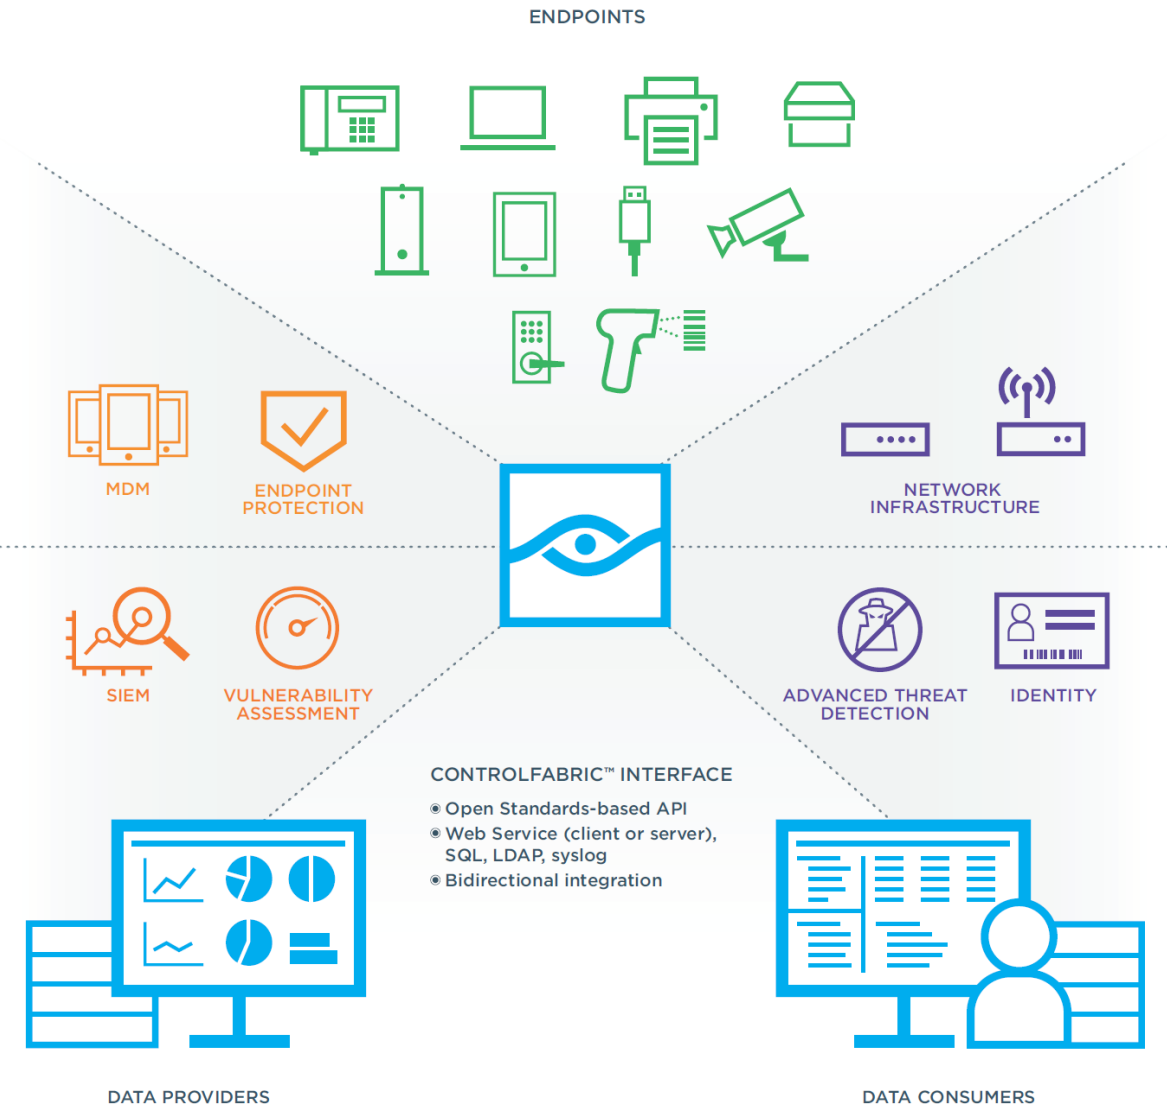 ENDPOINTS
MDM
ENDPOINT
PROTECTION
NETWORK
INFRASTRUCTURE
SIEM
VULNERABILITY
ASSESSMENT
ADVANCED THREAT
DETECTION
IDENTITY
CONTROLFABRIC™ INTERFACE
Open Standards-based API
Web Service (client or server),
SQL, LDAP, syslog
Bidirectional integration
DATA PROVIDERS
DATA CONSUMERS